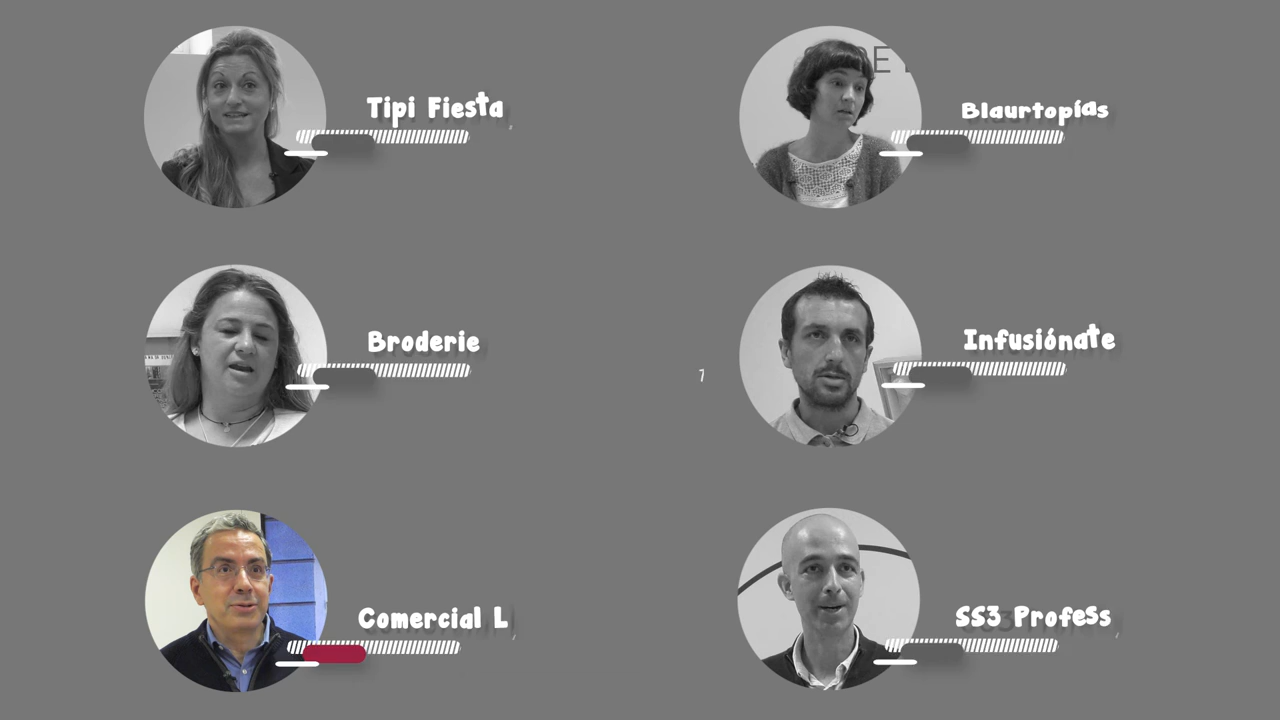 Tipi Fiesta
Blaurtopías
Broderie
Infusiónate
Comercial L
SS3 Profess